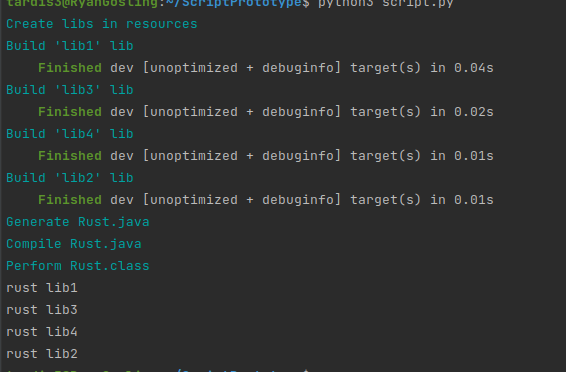 tardis3@RyanGosling:~/ScriptPrototype$ python3 script.py
Create libs in resources
Build 'lib1' lib
    Finished dev [unoptimized + debuginfo] target(s) in 0.04s
Build 'lib3' lib
    Finished dev [unoptimized + debuginfo] target(s) in 0.02s
Build 'lib4' lib
    Finished dev [unoptimized + debuginfo] target(s) in 0.01s
Build 'lib2' lib
    Finished dev [unoptimized + debuginfo] target(s) in 0.01s
Generate Rust.java
Compile Rust.java
Perform Rust.class
rust lib1
rust lib3
rust lib4
rust lib2